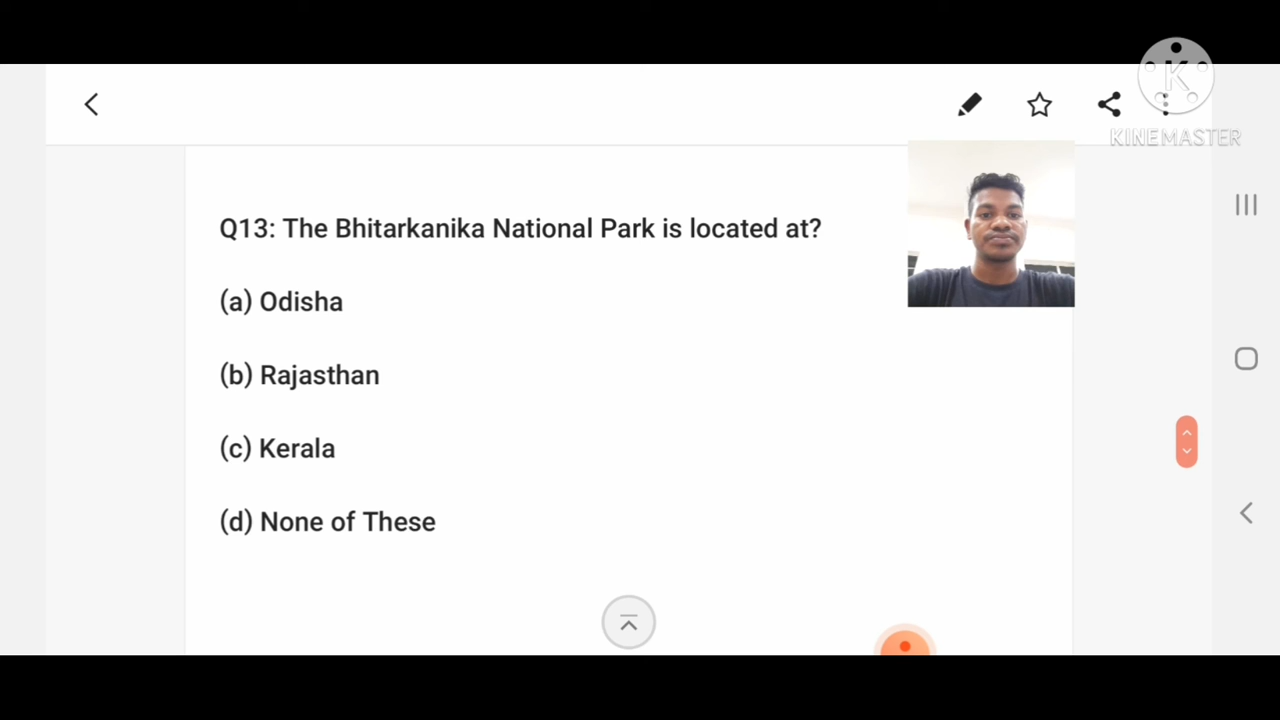 K
KINEMASTER
Q13: The Bhitarkanika National Park is located at?
(a) Odisha
(b) Rajasthan
(c) Kerala
(d) None of These